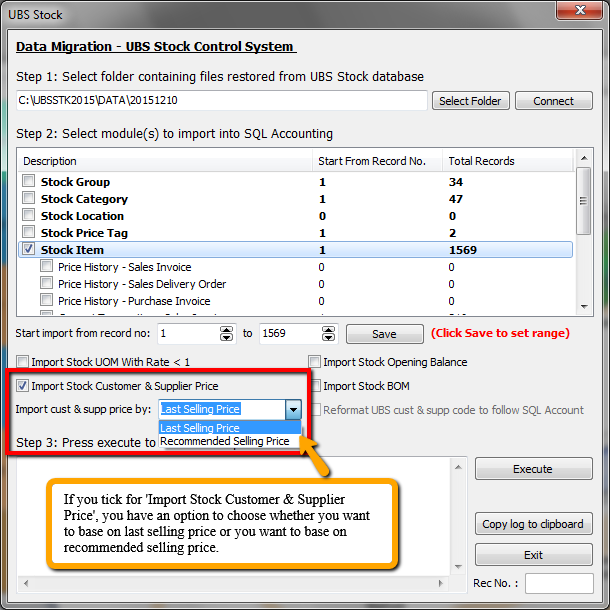 UBS Stock
Data Migration - UBS Stock Control System
Step 1: Select folder containing files restored from UBS Stock database
C:\UBSSTK2015\DATA\20151210
Select Folder
Connect
Step 2: Select module(s) to import into SQL Accounting
Description Start From Record No. Total Records
Stock Group 1 34
Stock Category 1 47
Stock Location 0 0
Stock Price Tag 1 2
Stock Item 1 1569
Price History - Sales Invoice 0 0
Price History - Sales Delivery Order 0 0
Price History - Purchase Invoice 0 0
Start import from record no: 1 to 1569 Save (Click Save to set range)
Import Stock UOM With Rate < 1 Import Stock Opening Balance
Import Stock Customer & Supplier Price Import Stock BOM
Import cust & supp price by: Last Selling Price Reformat UBS cust & supp code to follow SQL Account
Last Selling Price
Recommended Selling Price
Step 3: Press execute to
Execute
If you tick for 'Import Stock Customer & Supplier
Price', you have an option to choose whether you want
to base on last selling price or you want to base on
recommended selling price.
Copy log to clipboard
Exit
Rec No. :